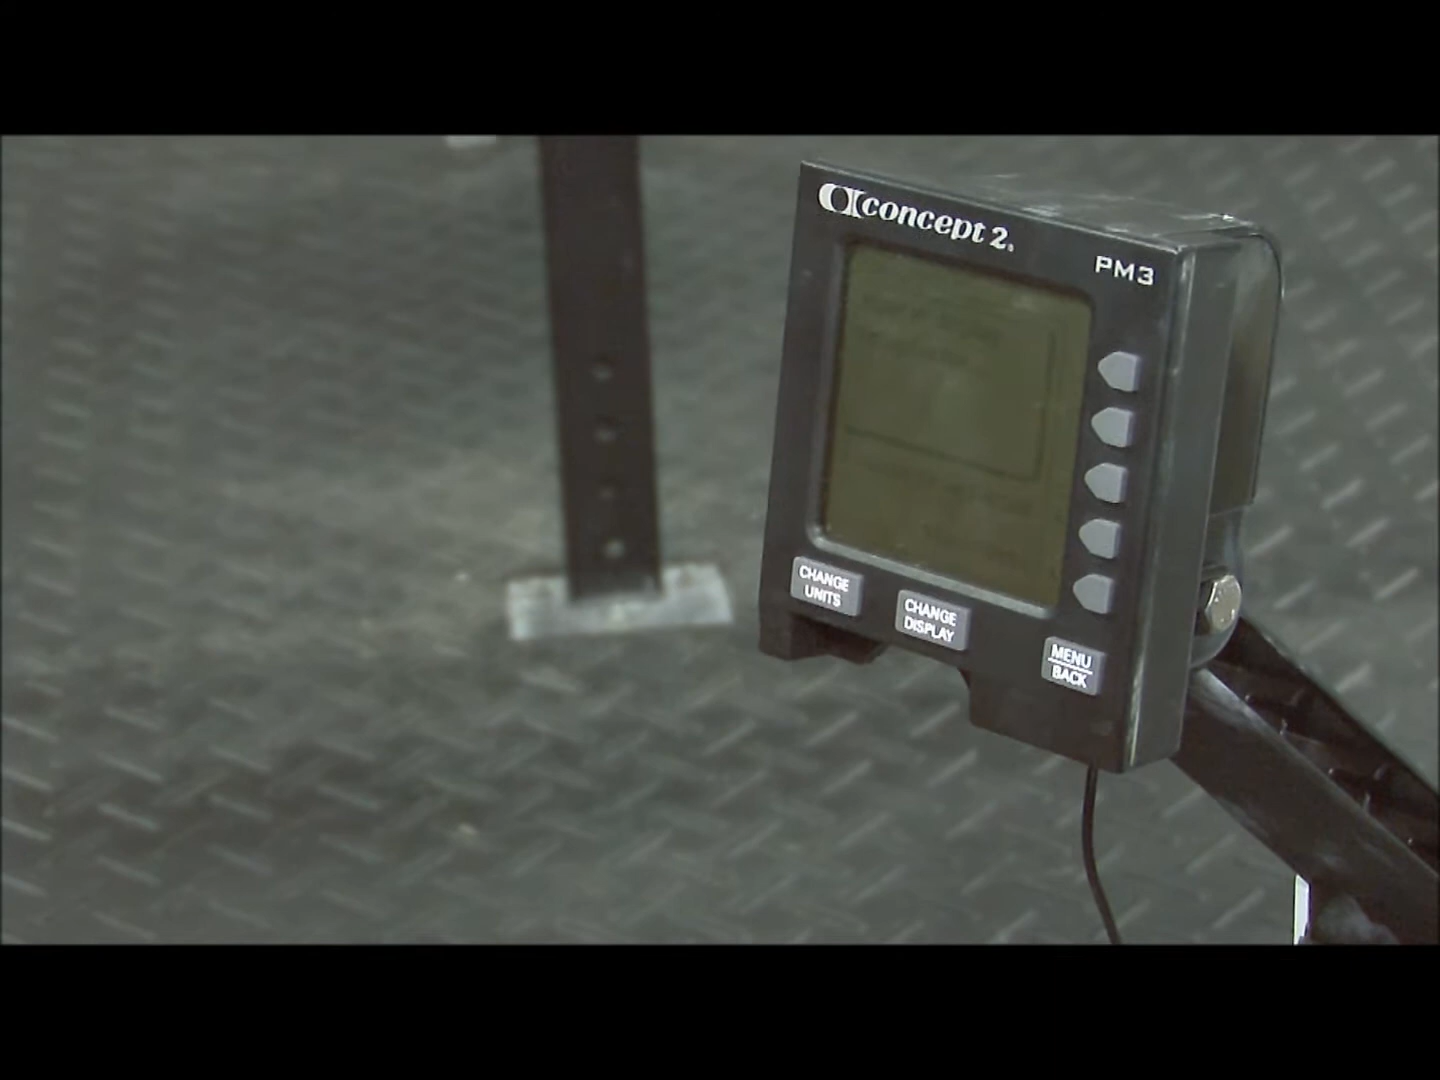 concept 2
PM3
CHANGE
UNITS
CHANGE
DISPLAY
MENU
BACK